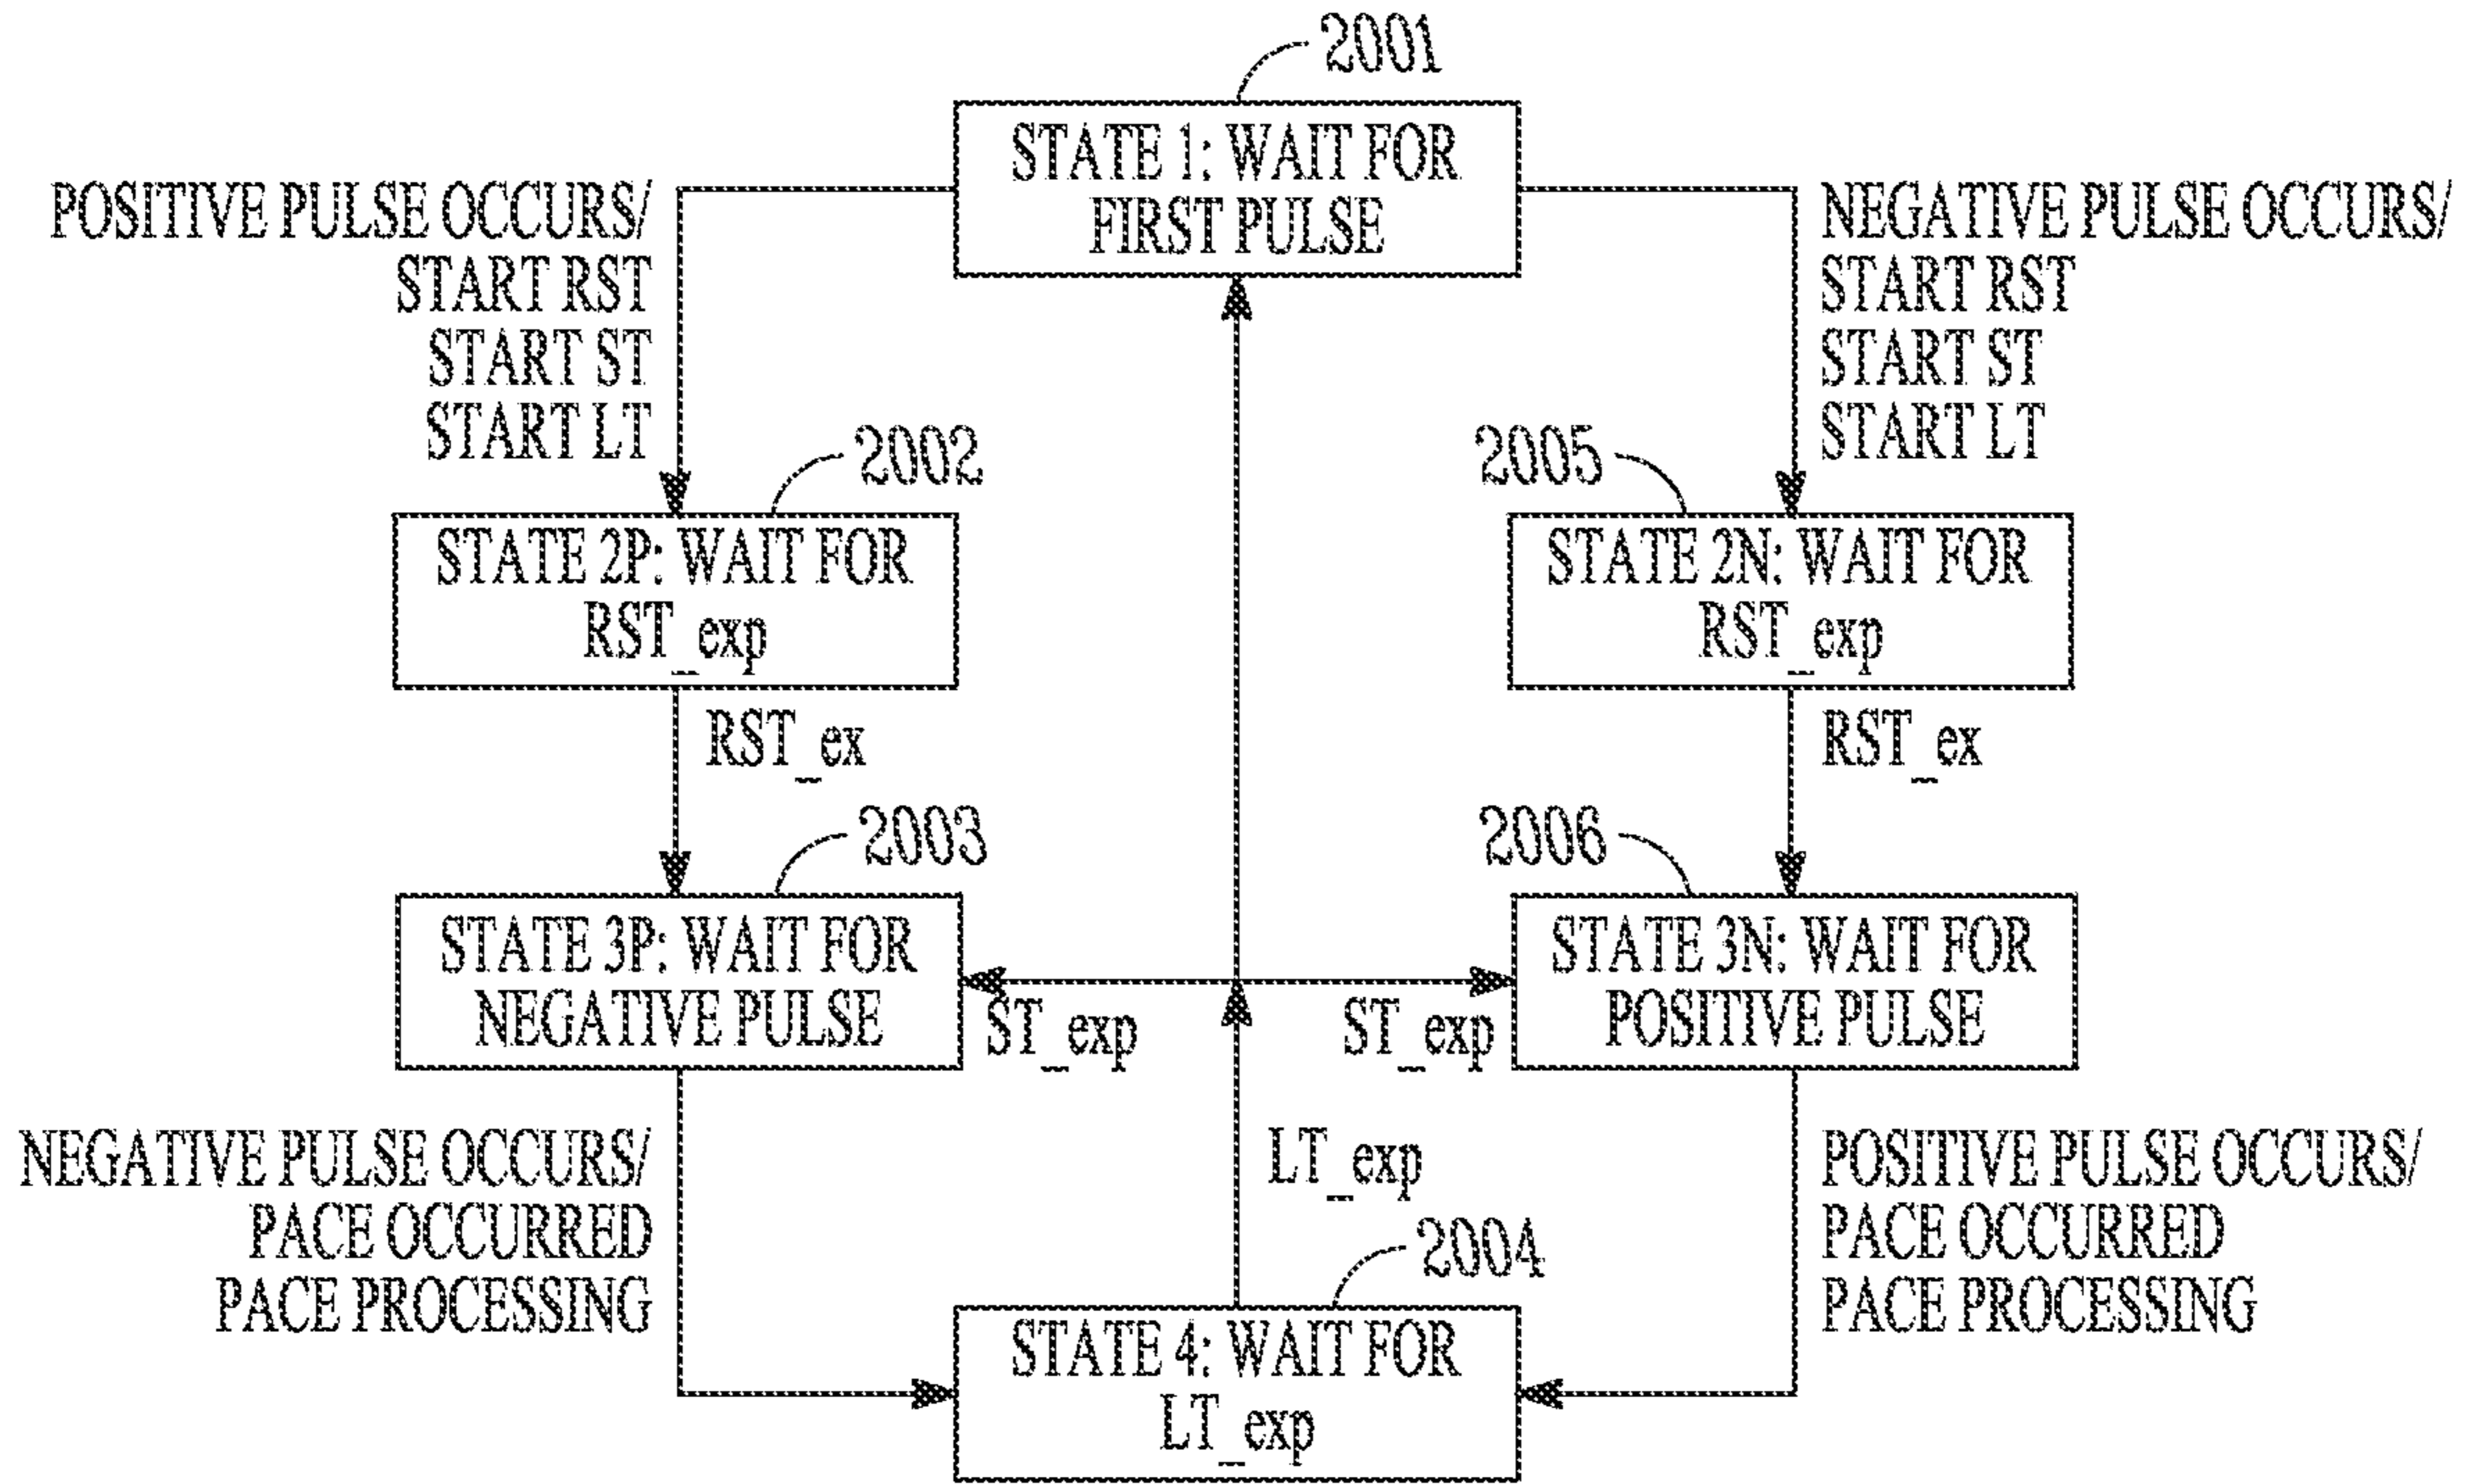 2001
STATE 1: WAIT FOR
FIRST PULSE
POSITIVE PULSE OCCURS/
START RST
START ST
START LT
NEGATIVE PULSE OCCURS/
START RST
START ST
START LT
2002
STATE 2P: WAIT FOR
RST_exp
2005
STATE 2N: WAIT FOR
RST_exp
RST_ex
RST_ex
2003
STATE 3P: WAIT FOR
NEGATIVE PULSE
2006
STATE 3N: WAIT FOR
POSITIVE PULSE
ST_exp
ST_exp
NEGATIVE PULSE OCCURS/
PACE OCCURRED
PACE PROCESSING
LT_exp
POSITIVE PULSE OCCURS/
PACE OCCURRED
PACE PROCESSING
2004
STATE 4: WAIT FOR
LT_exp